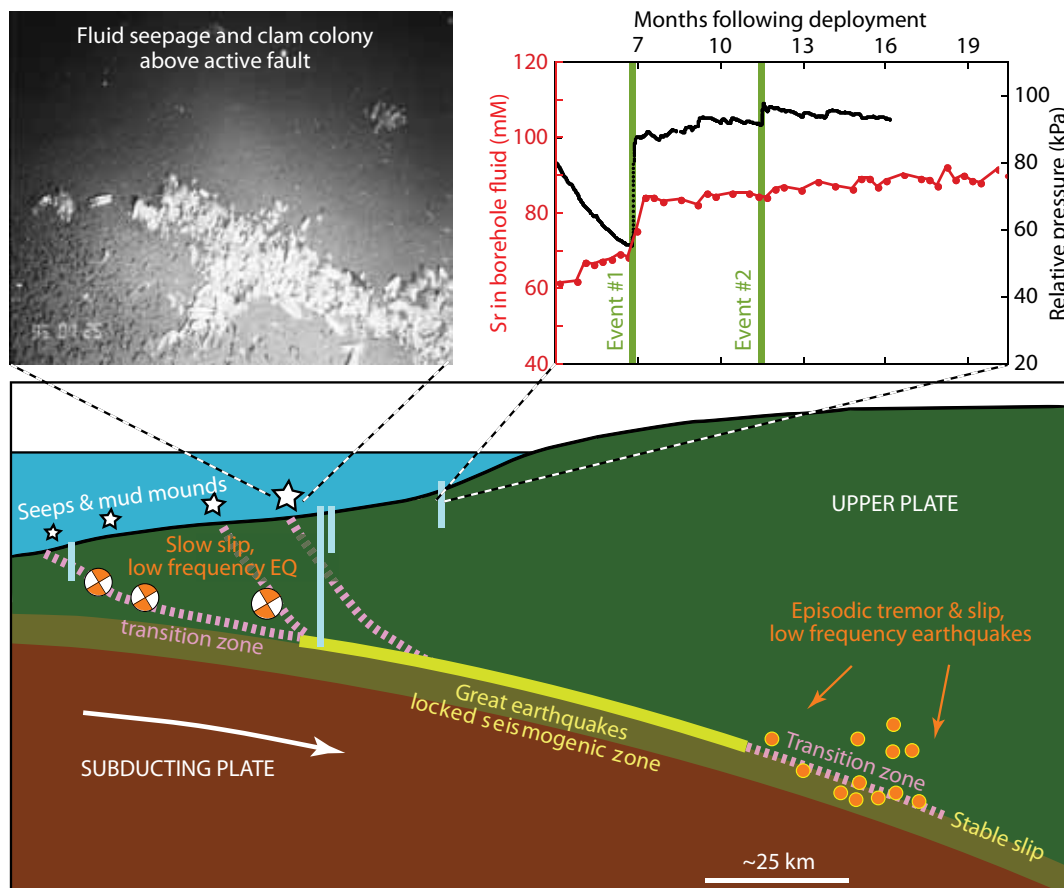 Fluid seepage and clam colony
above active fault
Months following deployment
7 10 13 16 19
120
100
80
60
40
Sr in borehole fluid (mM)
100
80
60
40
20
Relative pressure (kPa)
Event #1
Event #2
Seeps & mud mounds
Slow slip,
low frequency EQ
transition zone
UPPER PLATE
Episodic tremor & slip,
low frequency earthquakes
Great earthquakes
locked seismogenic zone
Transition zone
Stable slip
SUBDUCTING PLATE
~25 km